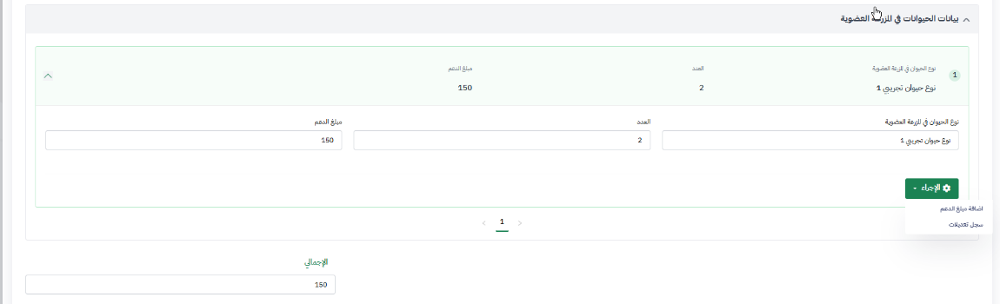 بيانات الحيوانات في المزرعة العضوية
1
نوع الحيوان في المزرعة العضوية
العدد
مبلغ الدعم
نوع حيوان تجريبي 1
2
150
نوع الحيوان في المزرعة العضوية
العدد
مبلغ الدعم
نوع حيوان تجريبي 1
2
150
الإجراء
اضافة مبلغ الدعم
سجل تعديلات
1
الإجمالي
150